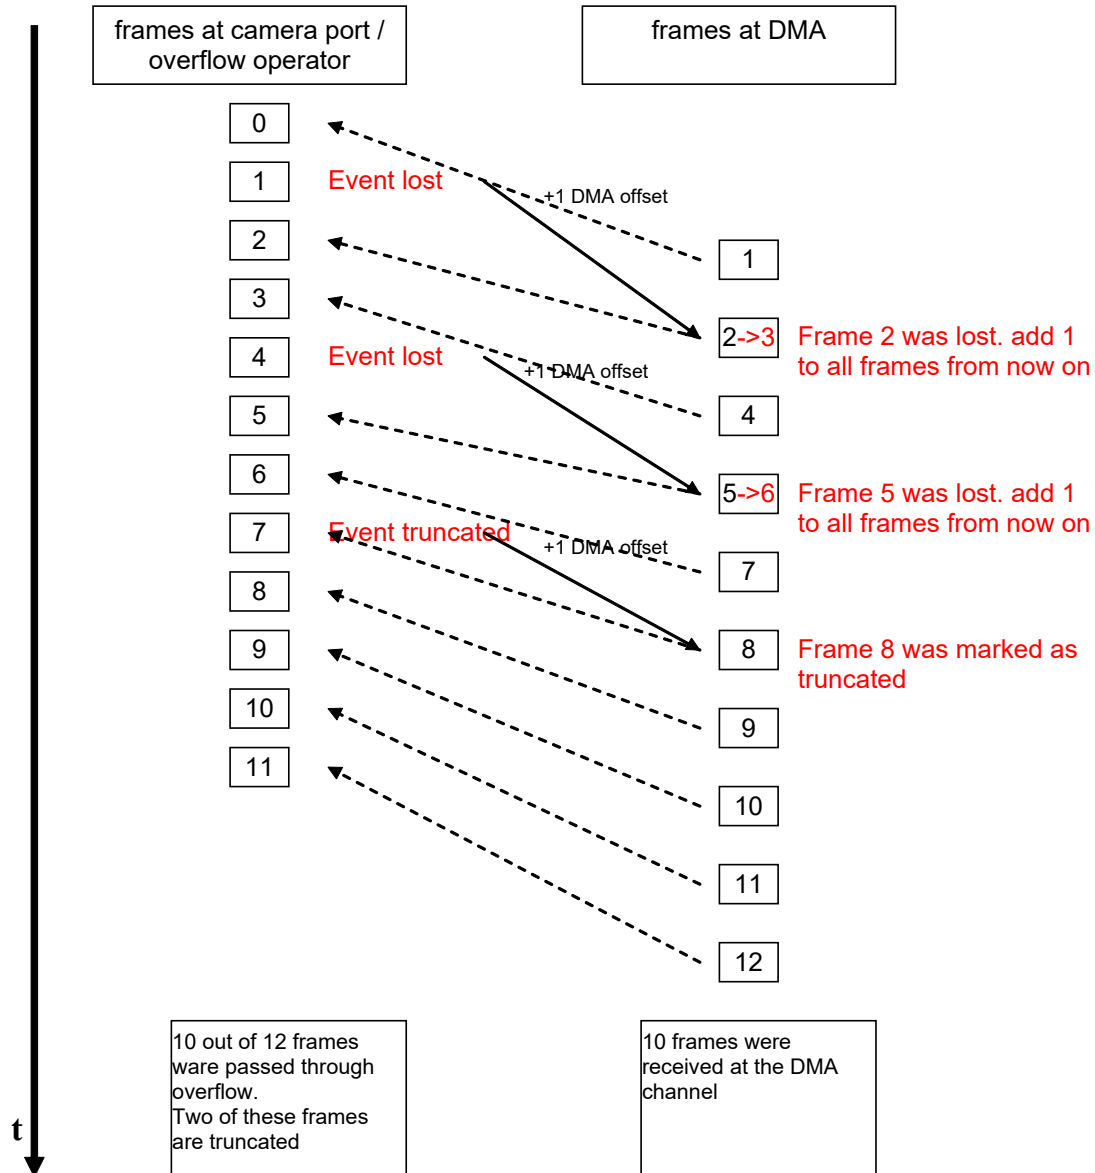 frames at camera port /
overflow operator
frames at DMA
0
1
Event lost
+1 DMA offset
2
1
3
2->3
Frame 2 was lost. add 1
to all frames from now on
4
Event lost
+1 DMA offset
5
4
6
5->6
Frame 5 was lost. add 1
to all frames from now on
7
Event truncated
+1 DMA offset
7
8
9
8
Frame 8 was marked as
truncated
10
9
11
10
11
12
10 out of 12 frames
ware passed through
overflow.
Two of these frames
are truncated
10 frames were
received at the DMA
channel
t